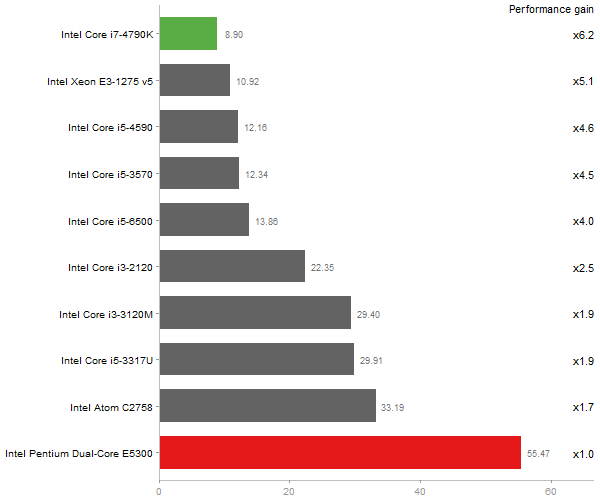 Performance gain
Intel Core i7-4790K 8.90 x6.2
Intel Xeon E3-1275 v5 10.92 x5.1
Intel Core i5-4590 12.16 x4.6
Intel Core i5-3570 12.34 x4.5
Intel Core i5-6500 13.86 x4.0
Intel Core i3-2120 22.35 x2.5
Intel Core i3-3120M 29.40 x1.9
Intel Core i5-3317U 29.91 x1.9
Intel Atom C2758 33.19 x1.7
Intel Pentium Dual-Core E5300 55.47 x1.0
0 20 40 60